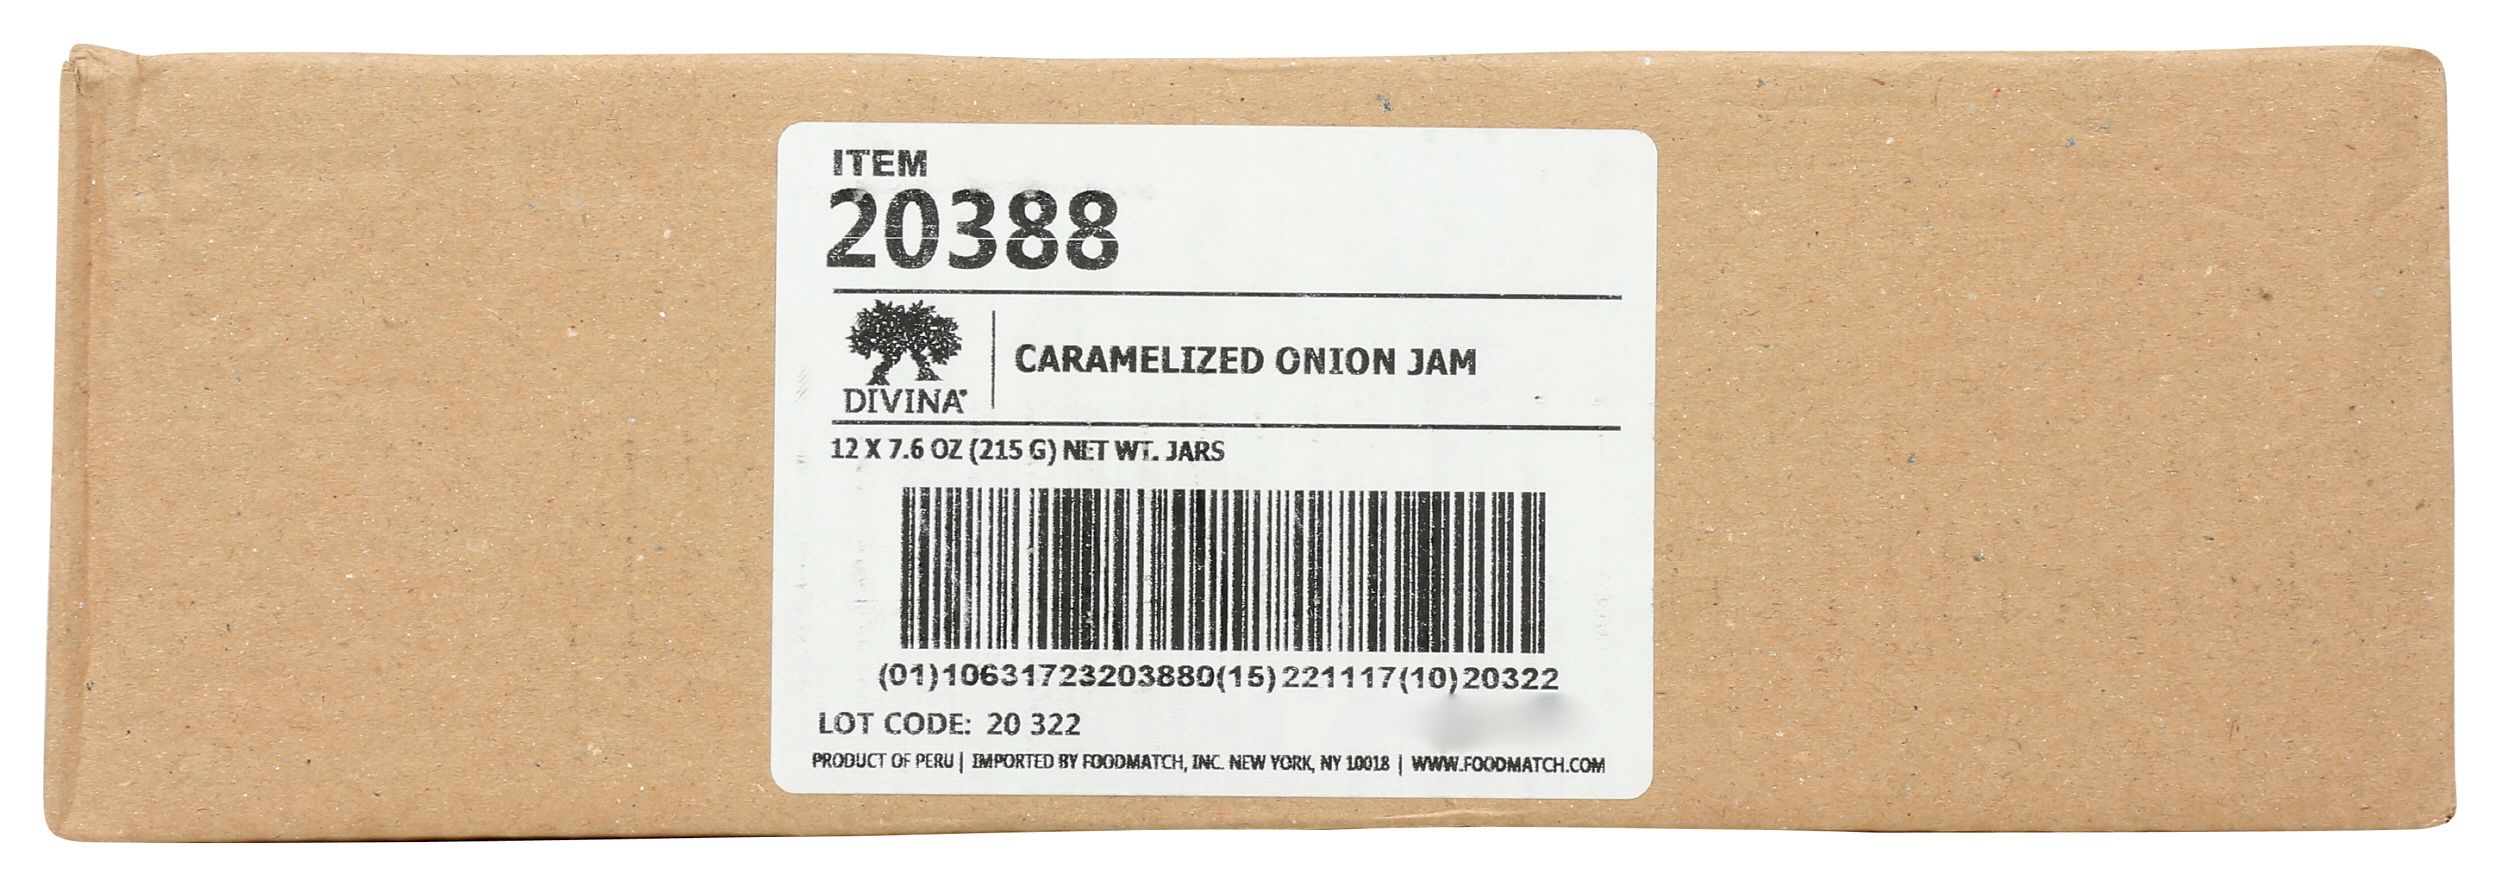 ITEM
20388
DIVINA®
CARAMELIZED ONION JAM
12 X 7.6 OZ (215 G) NET WT. JARS
(01)10631723203880(15)221117(10)20322
LOT CODE: 20 322
PRODUCT OF PERU | IMPORTED BY FOODMATCH, INC. NEW YORK, NY 10018 | WWW.FOODMATCH.COM